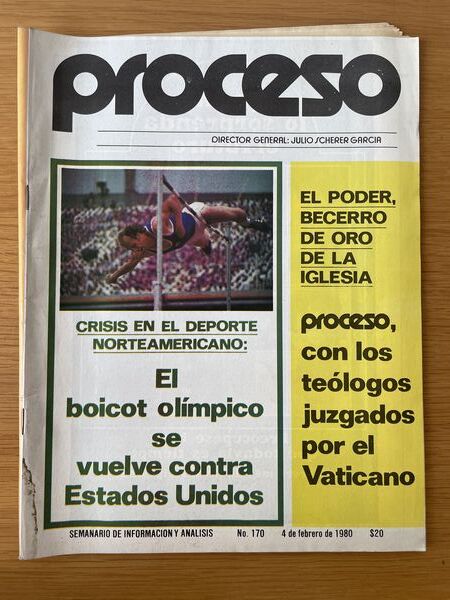 proceso
DIRECTOR GENERAL: JULIO SCHERER GARCIA
CRISIS EN EL DEPORTE
NORTEAMERICANO:
El
boicot olímpico
se
vuelve contra
Estados Unidos
EL PODER,
BECERRO
DE ORO
DE LA
IGLESIA
proceso,
con los
teólogos
juzgados
por el
Vaticano
SEMANARIO DE INFORMACION Y ANALISIS No. 170 4 de febrero de 1980 $20